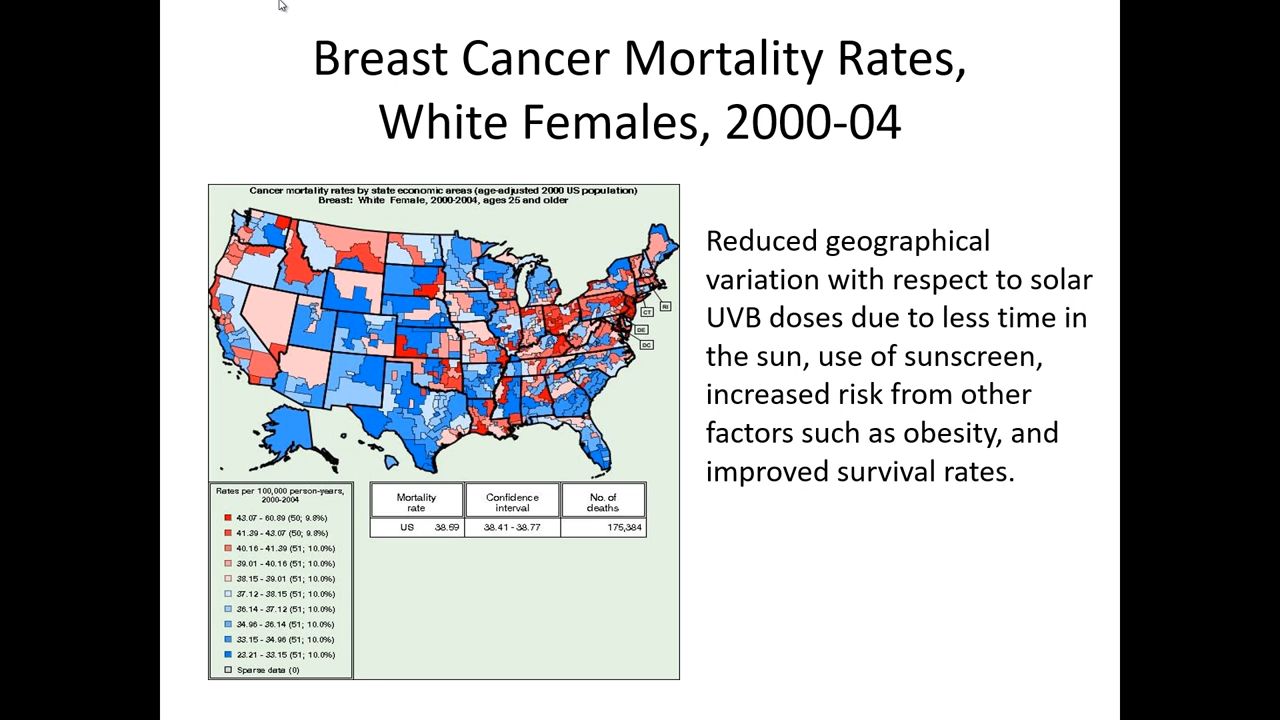 Breast Cancer Mortality Rates,
White Females, 2000-04
Cancer mortality rates by state economic areas (age-adjusted 2000 US population)
Breast: White Female, 2000-2004, ages 25 and older
CT
RI
DE
DC
Reduced geographical
variation with respect to solar
UVB doses due to less time in
the sun, use of sunscreen,
increased risk from other
factors such as obesity, and
improved survival rates.
Rates per 100,000 person-years,
2000-2004
43.07 - 60.89 (50; 9.8%)
41.39 - 43.07 (50; 9.8%)
40.16 - 41.39 (51; 10.0%)
39.01 - 40.16 (51; 10.0%)
38.15 - 39.01 (51; 10.0%)
37.12 - 38.15 (51; 10.0%)
36.14 - 37.12 (51; 10.0%)
34.96 - 36.14 (51; 10.0%)
33.15 - 34.96 (51; 10.0%)
23.21 - 33.15 (51; 10.0%)
Sparse data (0)
Mortality rate Confidence interval No. of deaths
US 38.59 38.41 - 38.77 175,384